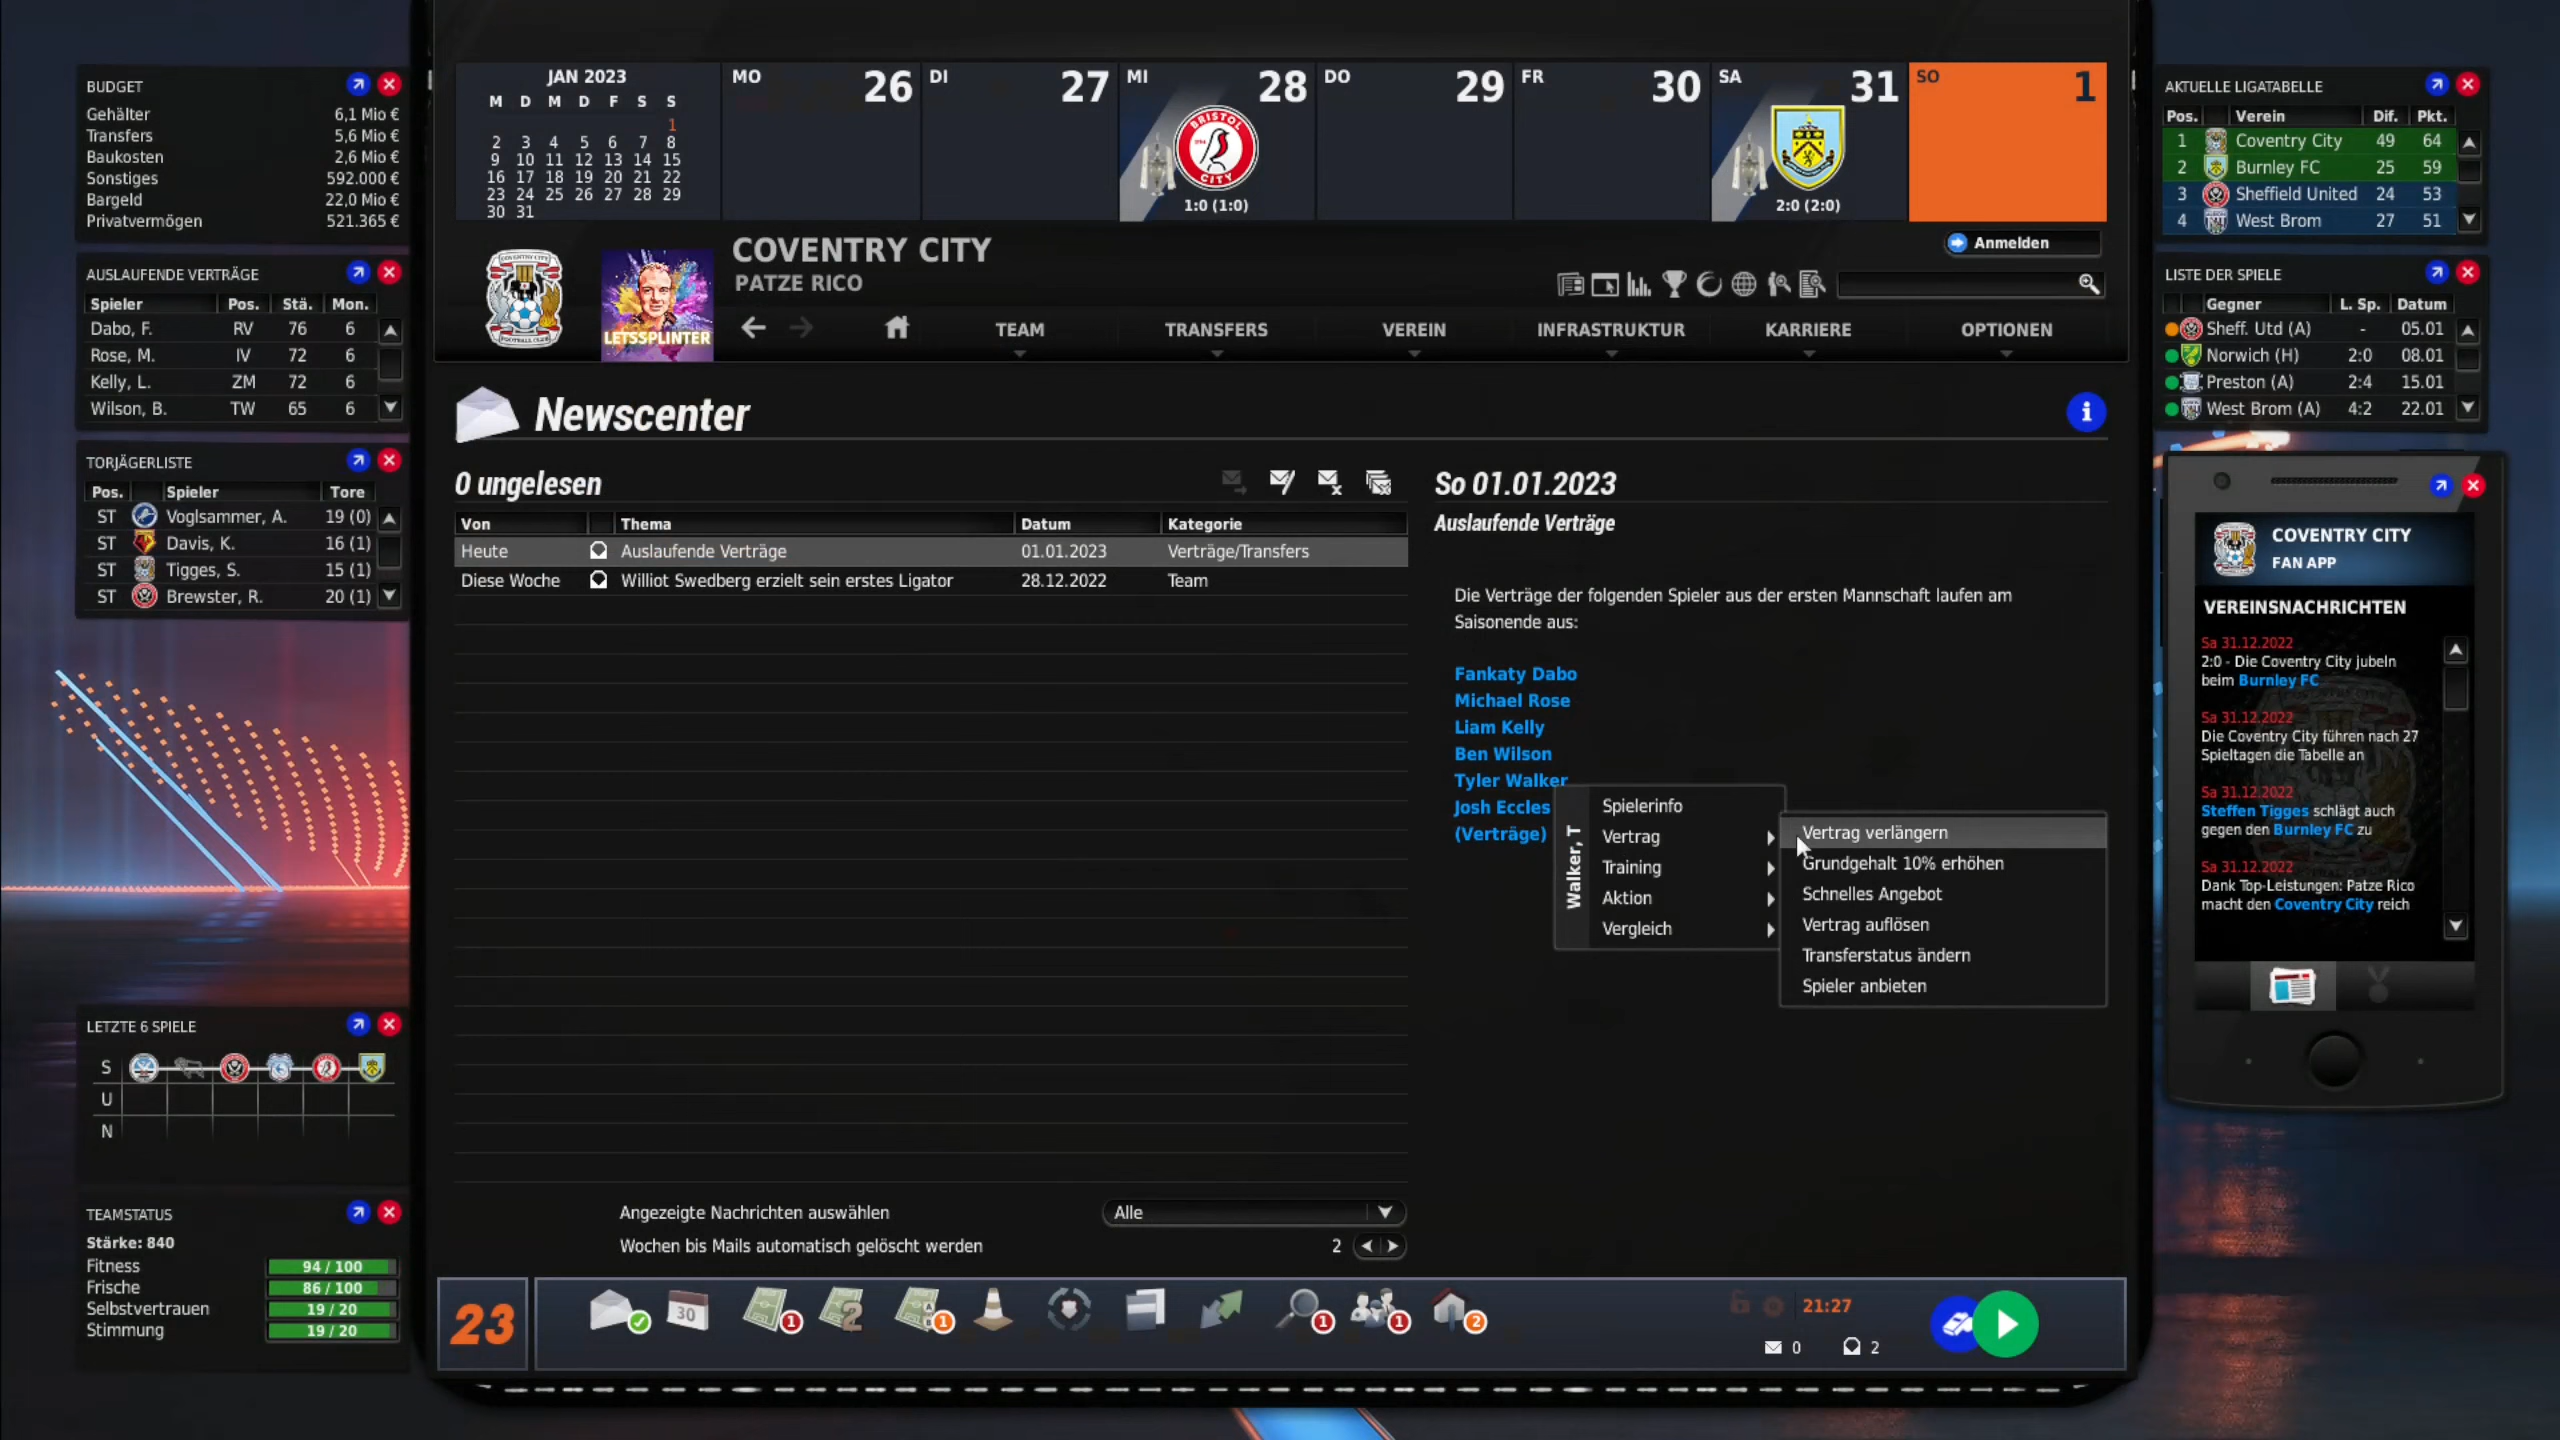 BUDGET
Gehälter 6,1 Mio €
Transfers 5,6 Mio €
Baukosten 2,6 Mio €
Sonstiges 592.000 €
Bargeld 22,0 Mio €
Privatvermögen 521.365 €
AUSLAUFENDE VERTRÄGE
Spieler Pos. Stä. Mon.
Dabo, F. RV 76 6
Rose, M. IV 72 6
Kelly, L. ZM 72 6
Wilson, B. TW 65 6
TORJÄGERLISTE
Pos. Spieler Tore
ST Voglsammer, A. 19 (0)
ST Davis, K. 16 (1)
ST Tigges, S. 15 (1)
ST Brewster, R. 20 (1)
LETZTE 6 SPIELE
S
U
N
TEAMSTATUS
Stärke: 840
Fitness 94 / 100
Frische 86 / 100
Selbstvertrauen 19 / 20
Stimmung 19 / 20
JAN 2023
M D M D F S S
1
2 3 4 5 6 7 8
9 10 11 12 13 14 15
16 17 18 19 20 21 22
23 24 25 26 27 28 29
30 31
MO 26
DI 27
MI 28
BRISTOL CITY
1:0 (1:0)
DO 29
FR 30
SA 31
2:0 (2:0)
SO 1
COVENTRY CITY
PATZE RICO
LETSSPLINTER
Anmelden
TEAM TRANSFERS VEREIN INFRASTRUKTUR KARRIERE OPTIONEN
Newscenter
0 ungelesen
Von Thema Datum Kategorie
Heute Auslaufende Verträge 01.01.2023 Verträge/Transfers
Diese Woche Williot Swedberg erzielt sein erstes Ligator 28.12.2022 Team
Angezeigte Nachrichten auswählen Alle
Wochen bis Mails automatisch gelöscht werden 2
So 01.01.2023
Auslaufende Verträge
Die Verträge der folgenden Spieler aus der ersten Mannschaft laufen am
Saisonende aus:
Fankaty Dabo
Michael Rose
Liam Kelly
Ben Wilson
Tyler Walker
Josh Eccles
(Verträge)
Walker, T
Spielerinfo
Vertrag
Training
Aktion
Vergleich
Vertrag verlängern
Grundgehalt 10% erhöhen
Schnelles Angebot
Vertrag auflösen
Transferstatus ändern
Spieler anbieten
23
30
1
2
1
1
1
2
21:27
0 2
AKTUELLE LIGATABELLE
Pos. Verein Dif. Pkt.
1 Coventry City 49 64
2 Burnley FC 25 59
3 Sheffield United 24 53
4 West Brom 27 51
LISTE DER SPIELE
Gegner L. Sp. Datum
Sheff. Utd (A) - 05.01
Norwich (H) 2:0 08.01
Preston (A) 2:4 15.01
West Brom (A) 4:2 22.01
COVENTRY CITY
FAN APP
VEREINSNACHRICHTEN
Sa 31.12.2022
2:0 - Die Coventry City jubeln
beim Burnley FC
Sa 31.12.2022
Die Coventry City führen nach 27
Spieltagen die Tabelle an
Sa 31.12.2022
Steffen Tigges schlägt auch
gegen den Burnley FC zu
Sa 31.12.2022
Dank Top-Leistungen: Patze Rico
macht den Coventry City reich